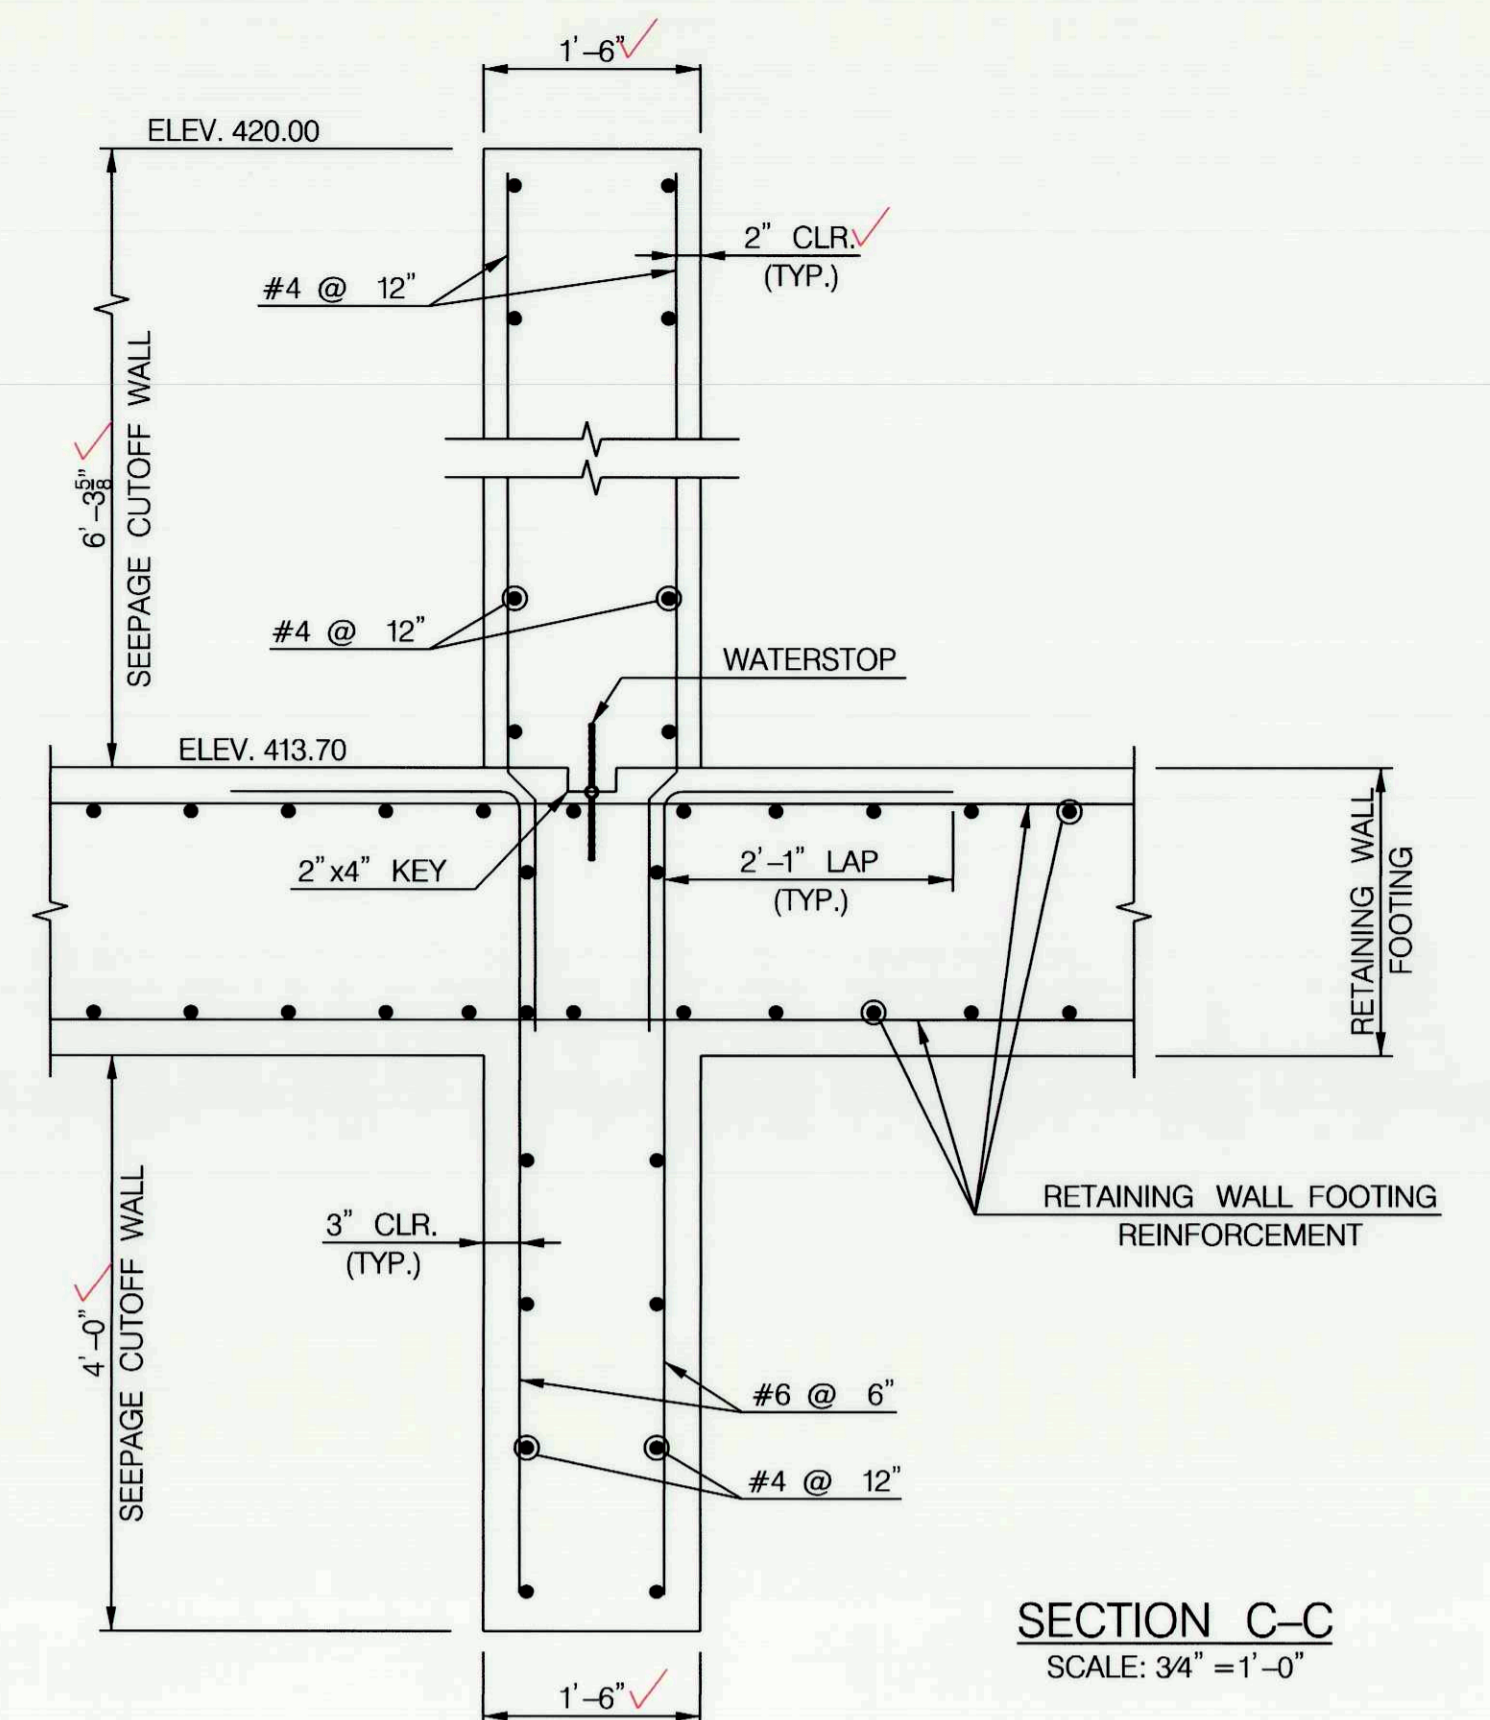 1'-6"
ELEV. 420.00
2" CLR.
(TYP.)
#4 @ 12"
SEEPAGE CUTOFF WALL
6'-3 5/8"
#4 @ 12"
WATERSTOP
ELEV. 413.70
2"x4" KEY
2'-1" LAP
(TYP.)
RETAINING WALL
FOOTING
RETAINING WALL FOOTING
REINFORCEMENT
3" CLR.
(TYP.)
4'-0"
SEEPAGE CUTOFF WALL
#6 @ 6"
#4 @ 12"
SECTION C-C
SCALE: 3/4" = 1'-0"
1'-6"